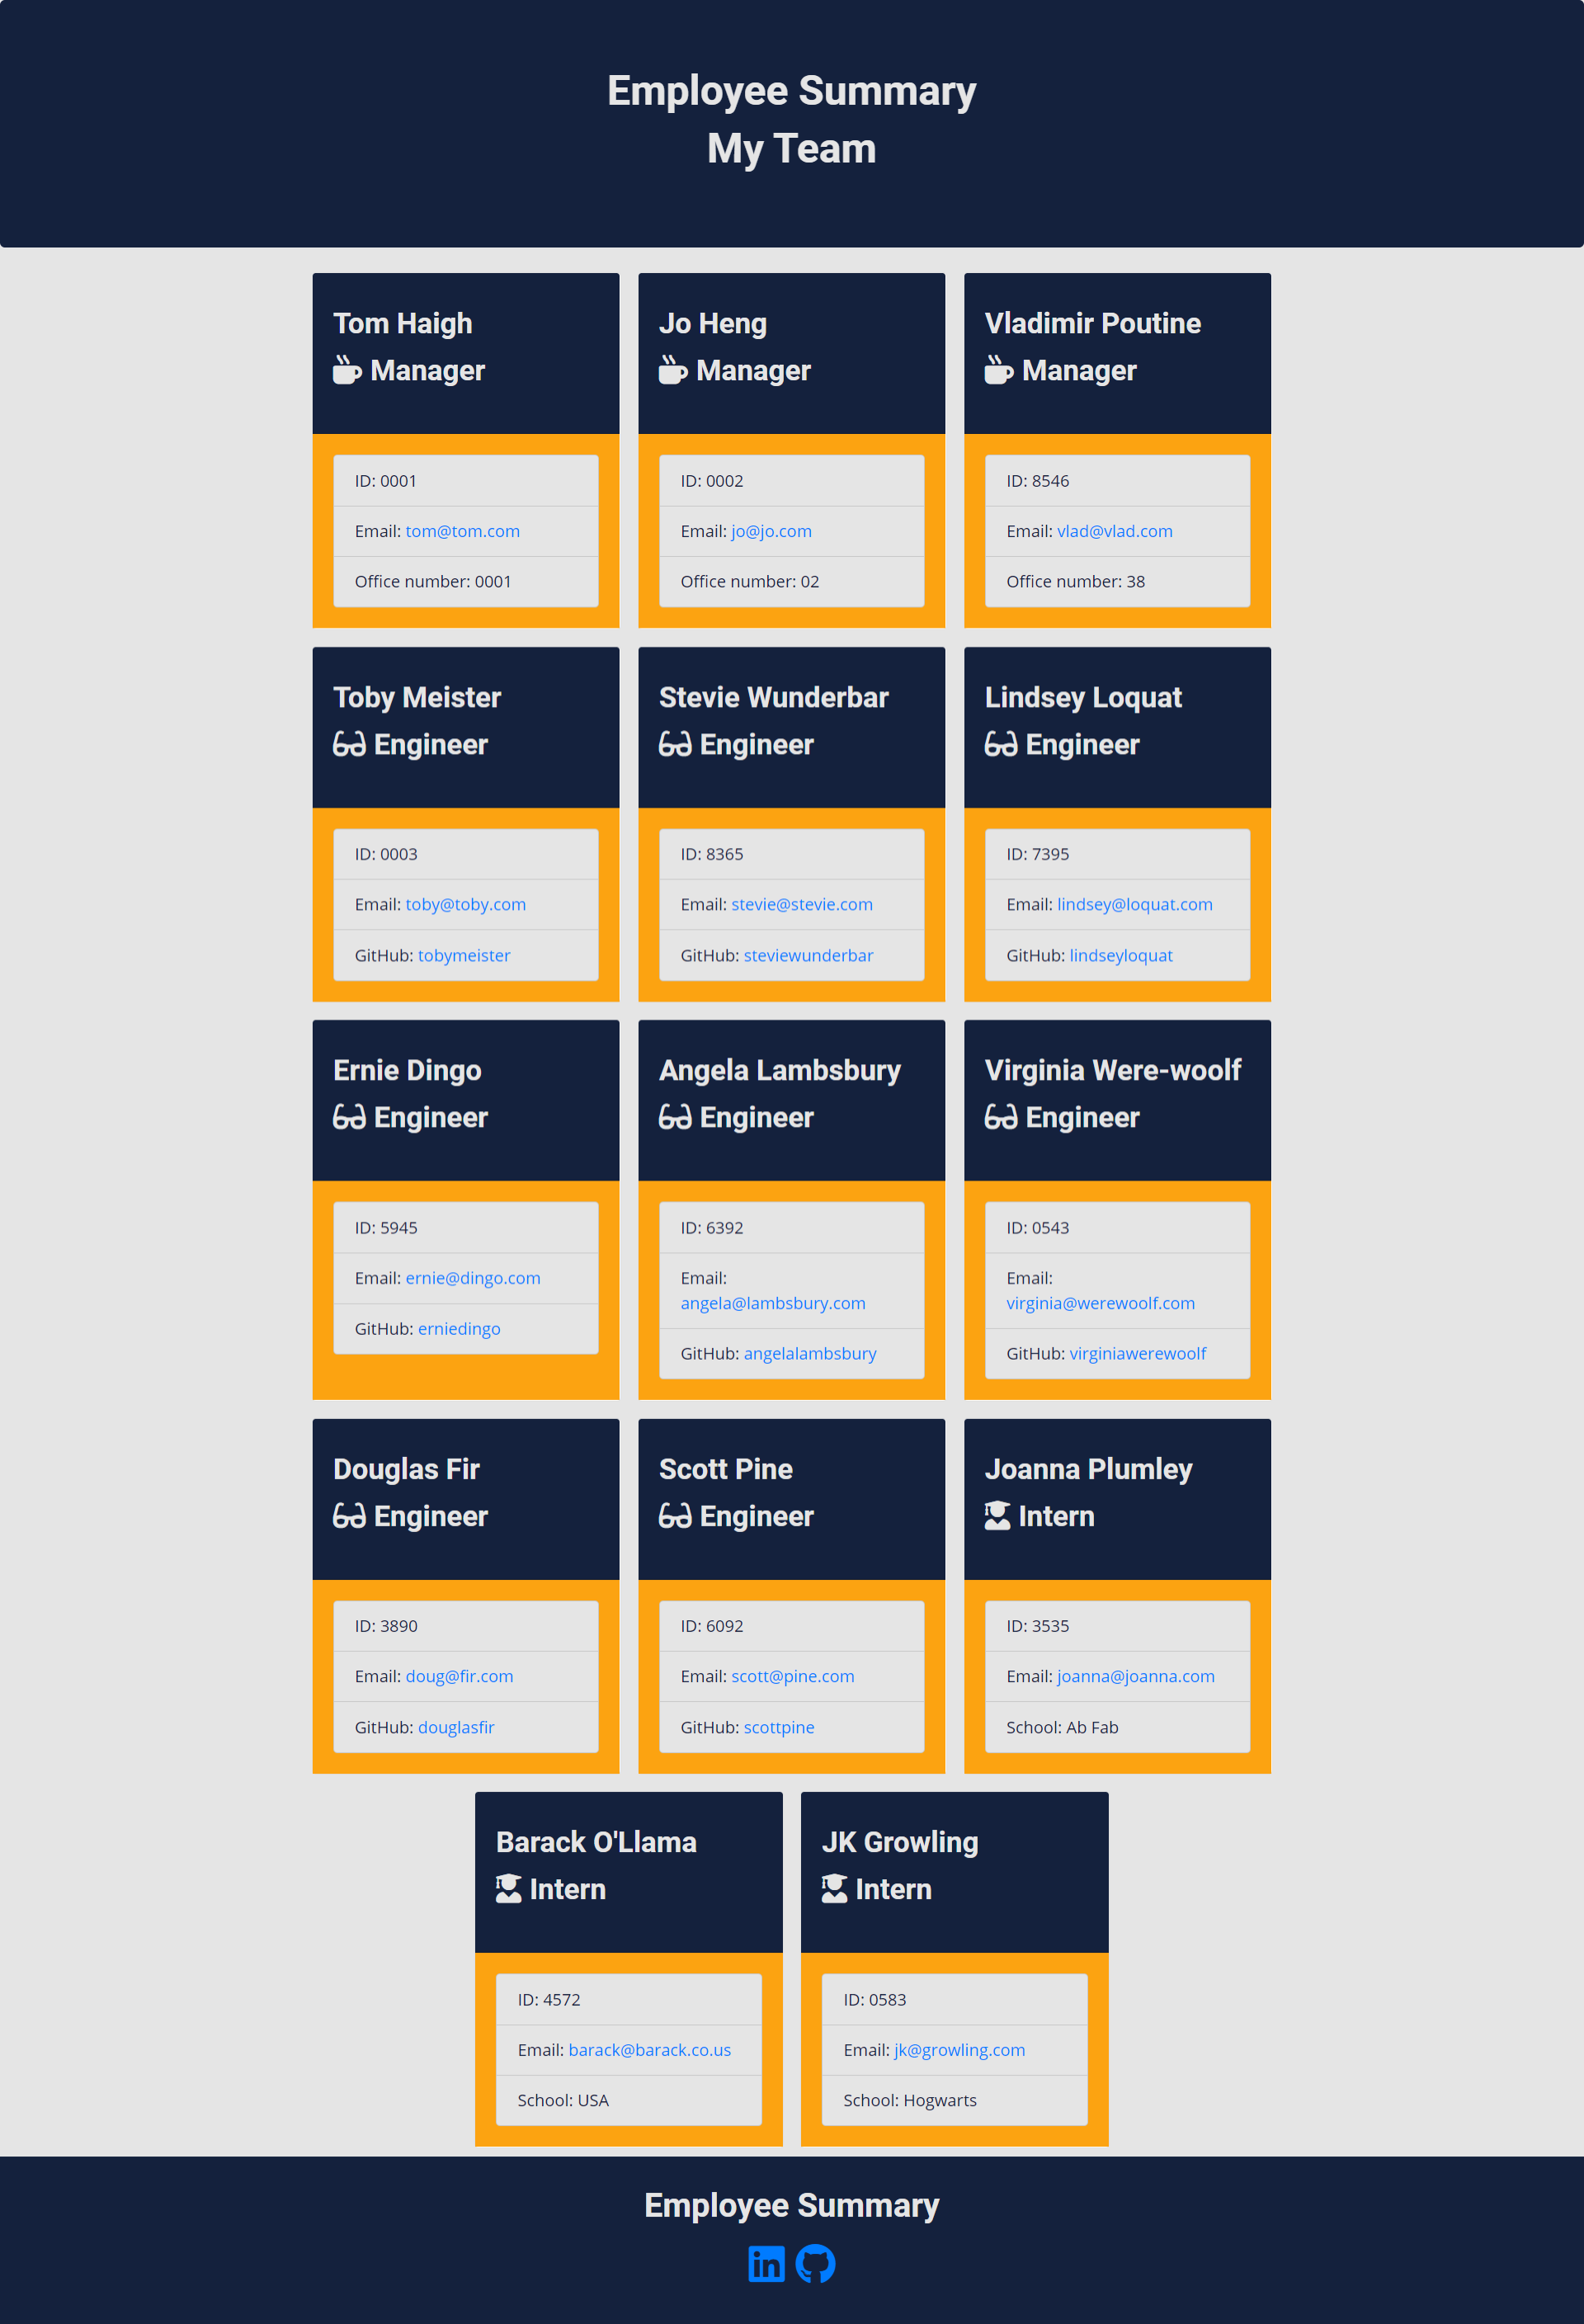 Employee Summary
My Team
Tom Haigh
Manager
ID: 0001
Email: tom@tom.com
Office number: 0001
Jo Heng
Manager
ID: 0002
Email: jo@jo.com
Office number: 02
Vladimir Poutine
Manager
ID: 8546
Email: vlad@vlad.com
Office number: 38
Toby Meister
Engineer
ID: 0003
Email: toby@toby.com
GitHub: tobymeister
Stevie Wunderbar
Engineer
ID: 8365
Email: stevie@stevie.com
GitHub: steviewunderbar
Lindsey Loquat
Engineer
ID: 7395
Email: lindsey@loquat.com
GitHub: lindseyloquat
Ernie Dingo
Engineer
ID: 5945
Email: ernie@dingo.com
GitHub: erniedingo
Angela Lambsbury
Engineer
ID: 6392
Email:
angela@lambsbury.com
GitHub: angelalambsbury
Virginia Were-woolf
Engineer
ID: 0543
Email:
virginia@werewoolf.com
GitHub: virginiawerewoolf
Douglas Fir
Engineer
ID: 3890
Email: doug@fir.com
GitHub: douglasfir
Scott Pine
Engineer
ID: 6092
Email: scott@pine.com
GitHub: scottpine
Joanna Plumley
Intern
ID: 3535
Email: joanna@joanna.com
School: Ab Fab
Barack O'Llama
Intern
ID: 4572
Email: barack@barack.co.us
School: USA
JK Growling
Intern
ID: 0583
Email: jk@growling.com
School: Hogwarts
Employee Summary
in